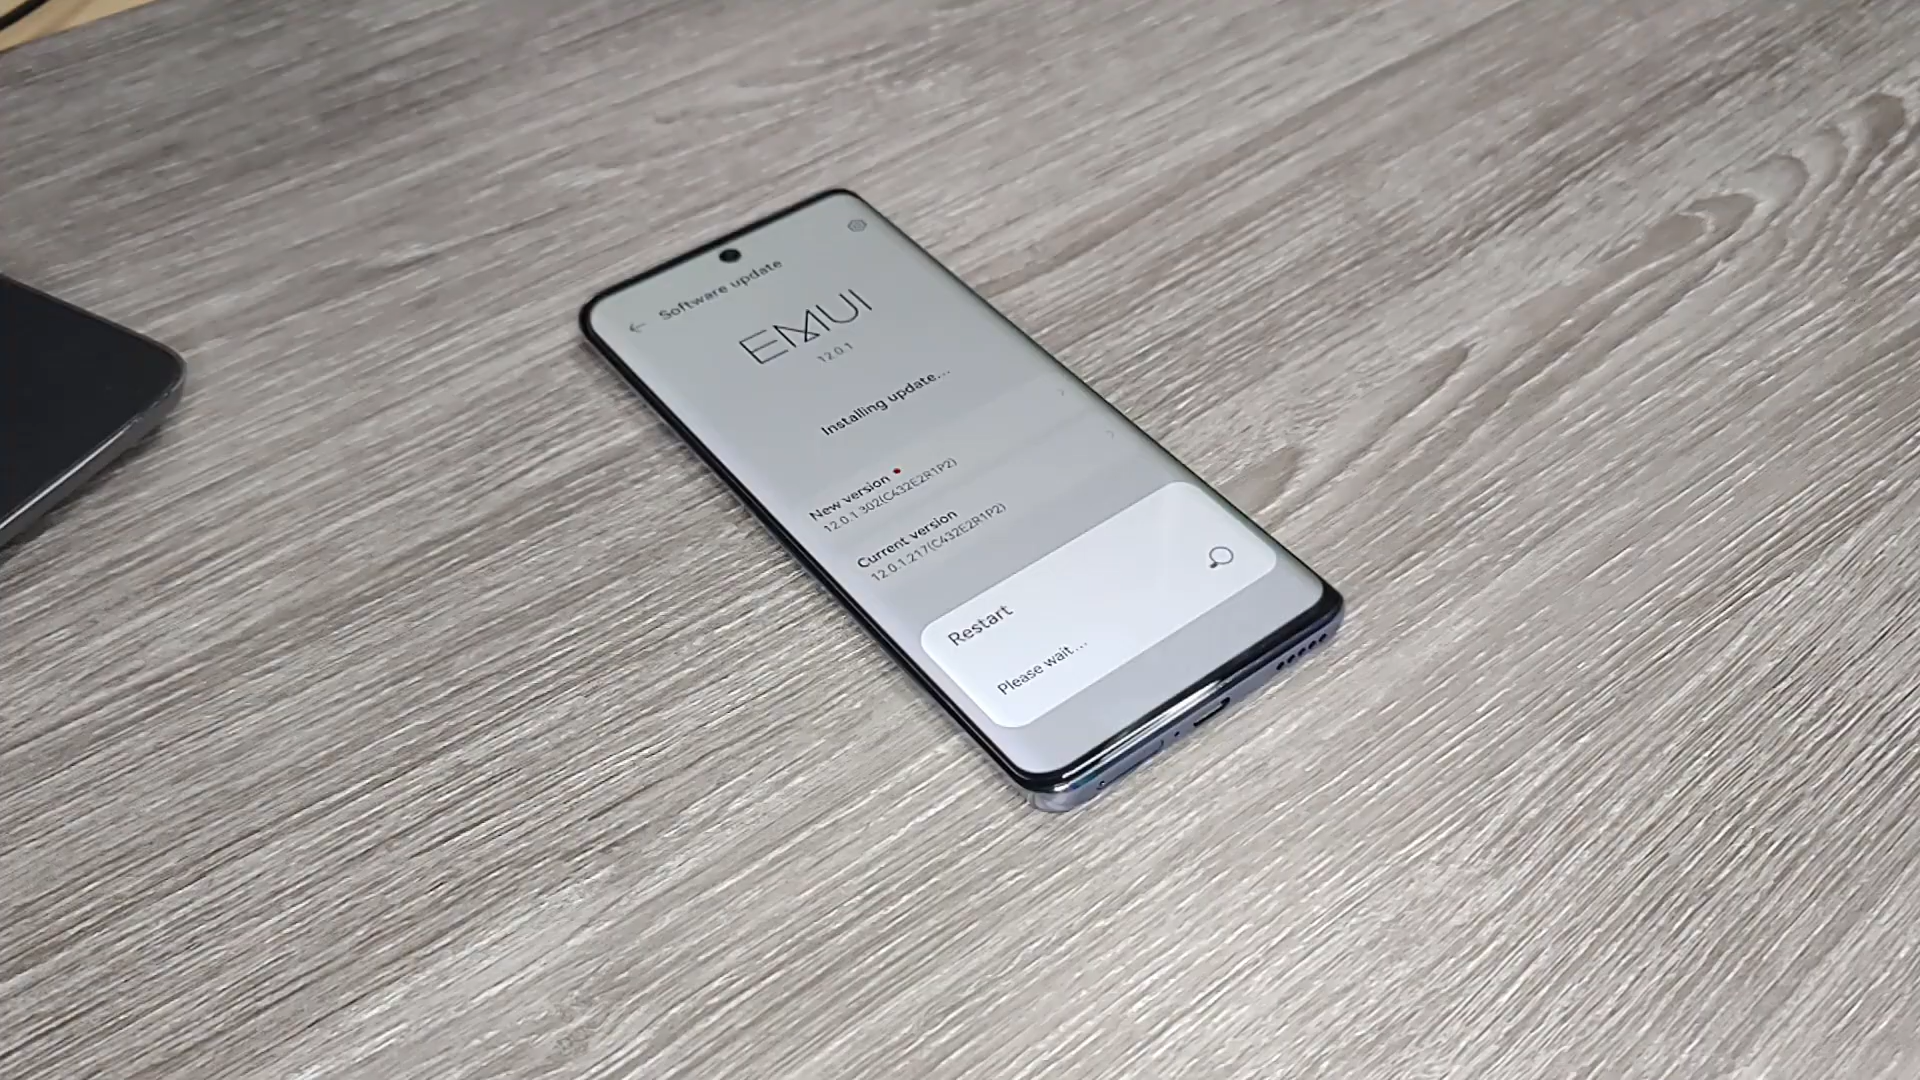 Software update
EMUI
12.0.1
Installing update...
New version
12.0.1.302(C432E2R1P2)
Current version
12.0.1.217(C432E2R1P2)
Restart
Please wait...